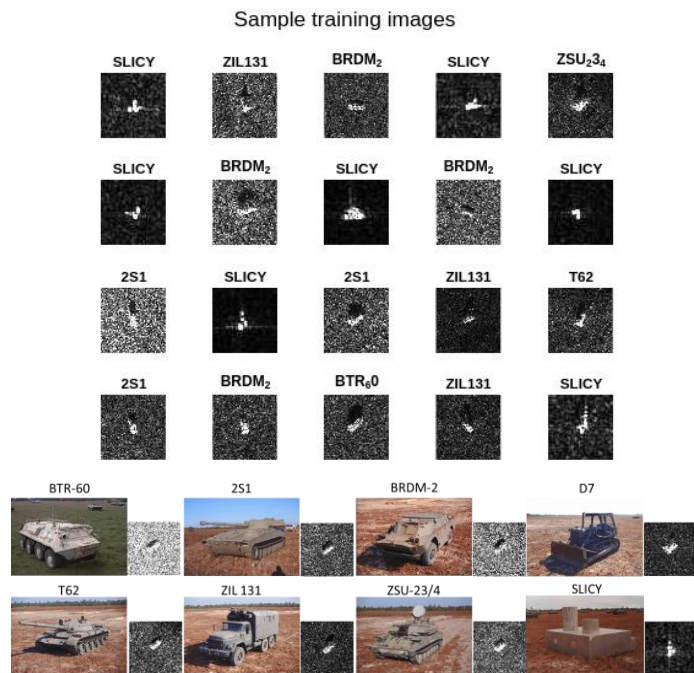 Sample training images
SLICY ZIL131 BRDM₂ SLICY ZSU₂3₄
SLICY BRDM₂ SLICY BRDM₂ SLICY
2S1 SLICY 2S1 ZIL131 T62
2S1 BRDM₂ BTR₆0 ZIL131 SLICY
BTR-60 2S1 BRDM-2 D7
T62 ZIL 131 ZSU-23/4 SLICY